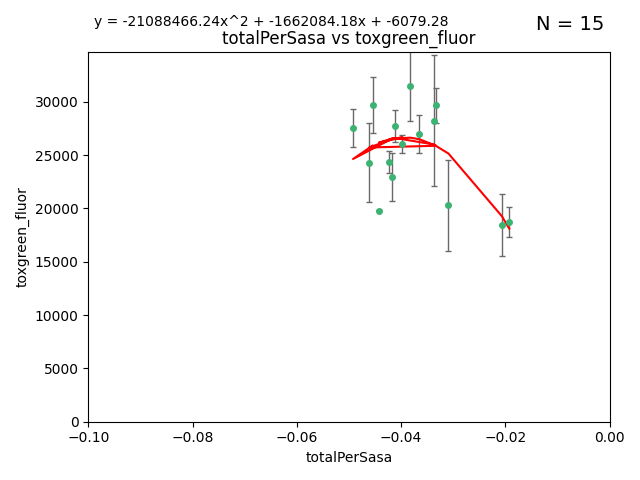 y = -21088466.24x^2 + -1662084.18x + -6079.28
N = 15
totalPerSasa vs toxgreen_fluor
30000
25000
20000
15000
10000
5000
0
toxgreen_fluor
−0.10 −0.08 −0.06 −0.04 −0.02 0.00
totalPerSasa